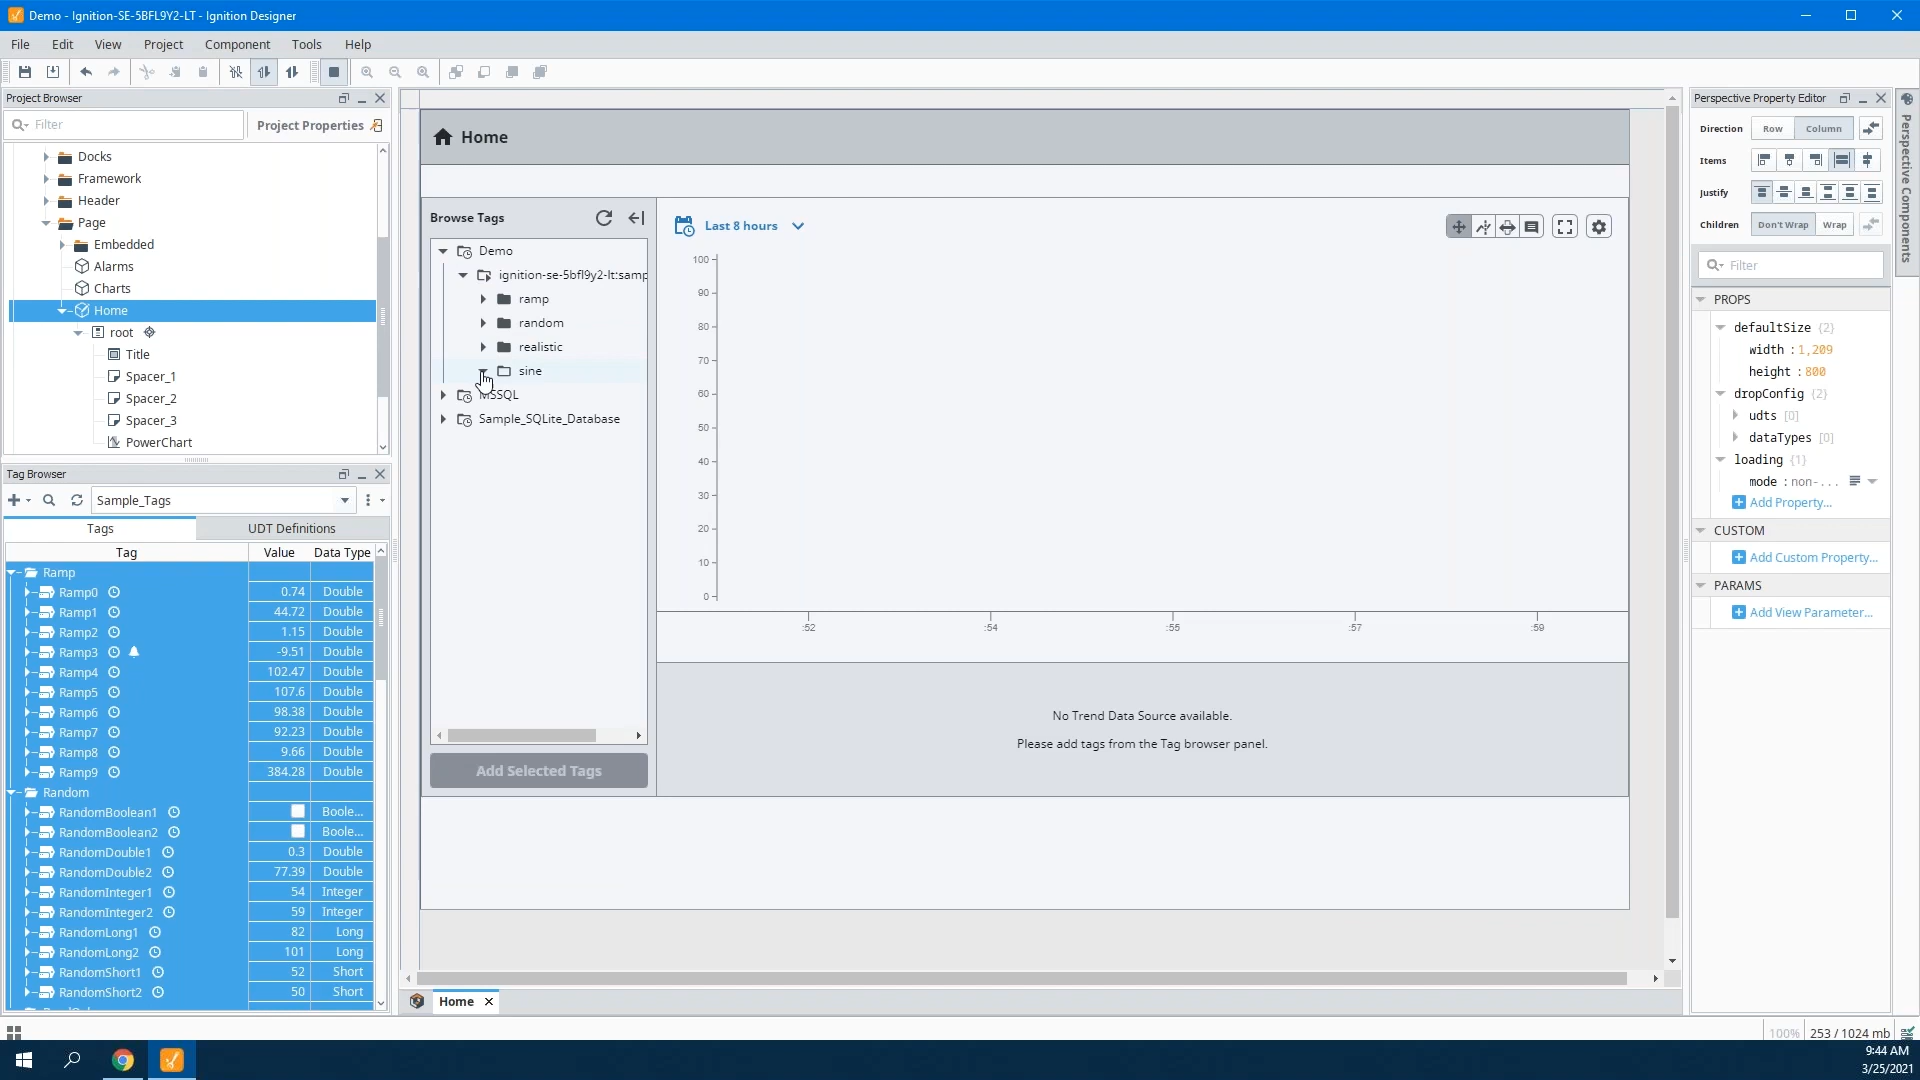 Demo - Ignition-SE-5BFL9Y2-LT - Ignition Designer
File Edit View Project Component Tools Help
Project Browser
Filter
Project Properties
Docks
Framework
Header
Page
Embedded
Alarms
Charts
Home
root
Title
Spacer_1
Spacer_2
Spacer_3
PowerChart
Tag Browser
Sample_Tags
Tags UDT Definitions
Tag Value Data Type
Ramp
Ramp0 0.74 Double
Ramp1 44.72 Double
Ramp2 1.15 Double
Ramp3 -9.51 Double
Ramp4 102.47 Double
Ramp5 107.6 Double
Ramp6 98.38 Double
Ramp7 92.23 Double
Ramp8 9.66 Double
Ramp9 384.28 Double
Random
RandomBoolean1 Boole...
RandomBoolean2 Boole...
RandomDouble1 0.3 Double
RandomDouble2 77.39 Double
RandomInteger1 54 Integer
RandomInteger2 59 Integer
RandomLong1 82 Long
RandomLong2 101 Long
RandomShort1 52 Short
RandomShort2 50 Short
Home
Browse Tags
Demo
ignition-se-5bfl9y2-lt:samp
ramp
random
realistic
sine
MSSQL
Sample_SQLite_Database
Add Selected Tags
Last 8 hours
100
90
80
70
60
50
40
30
20
10
0
:52 :54 :55 :57 :59
No Trend Data Source available.
Please add tags from the Tag browser panel.
Home
Perspective Property Editor
Direction Row Column
Items
Justify
Children Don't Wrap Wrap
Filter
PROPS
defaultSize {2}
width : 1,209
height : 800
dropConfig {2}
udts [0]
dataTypes [0]
loading {1}
mode : non-...
Add Property...
CUSTOM
Add Custom Property...
PARAMS
Add View Parameter...
Perspective Components
100% 253 / 1024 mb
9:44 AM
3/25/2021